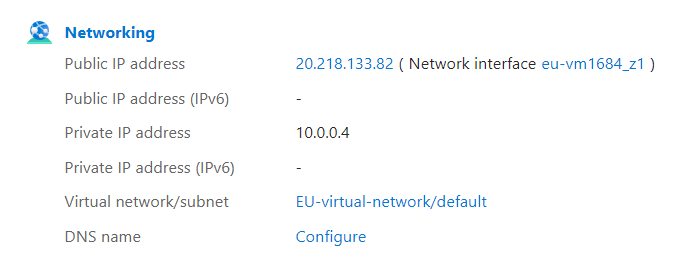 Networking
Public IP address 20.218.133.82 ( Network interface eu-vm1684_z1 )
Public IP address (IPv6) -
Private IP address 10.0.0.4
Private IP address (IPv6) -
Virtual network/subnet EU-virtual-network/default
DNS name Configure